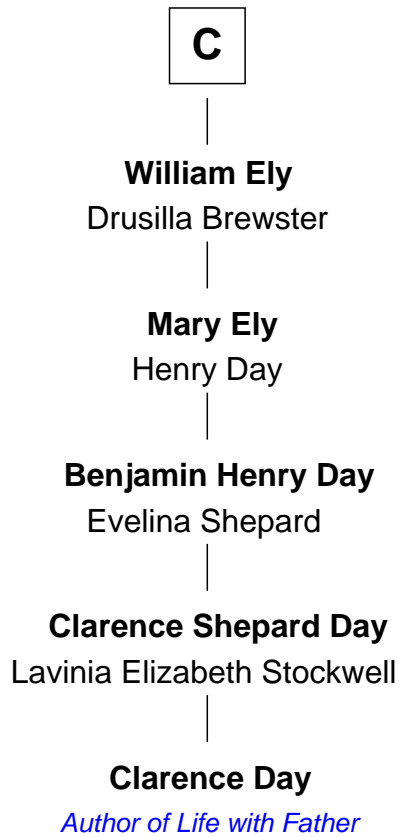 C
William Ely
Drusilla Brewster
Mary Ely
Henry Day
Benjamin Henry Day
Evelina Shepard
Clarence Shepard Day
Lavinia Elizabeth Stockwell
Clarence Day
Author of Life with Father